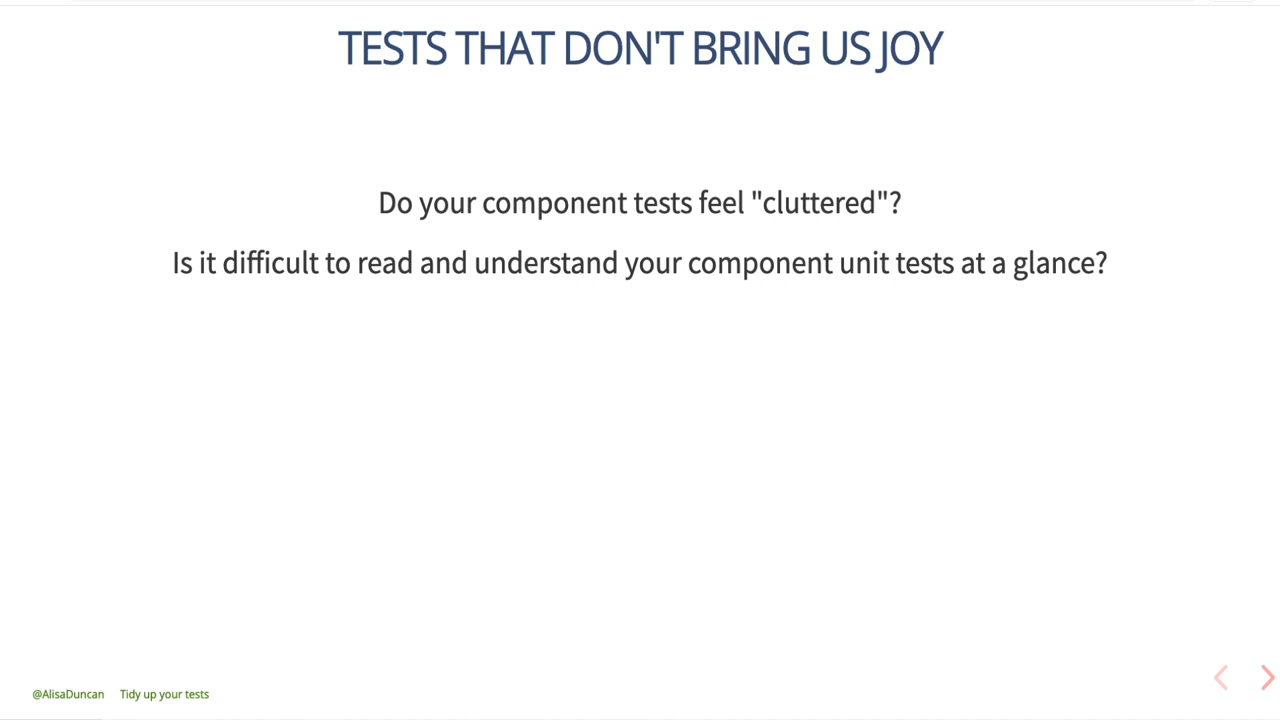 TESTS THAT DON'T BRING US JOY
Do your component tests feel "cluttered"?
Is it difficult to read and understand your component unit tests at a glance?
@AlisaDuncan Tidy up your tests